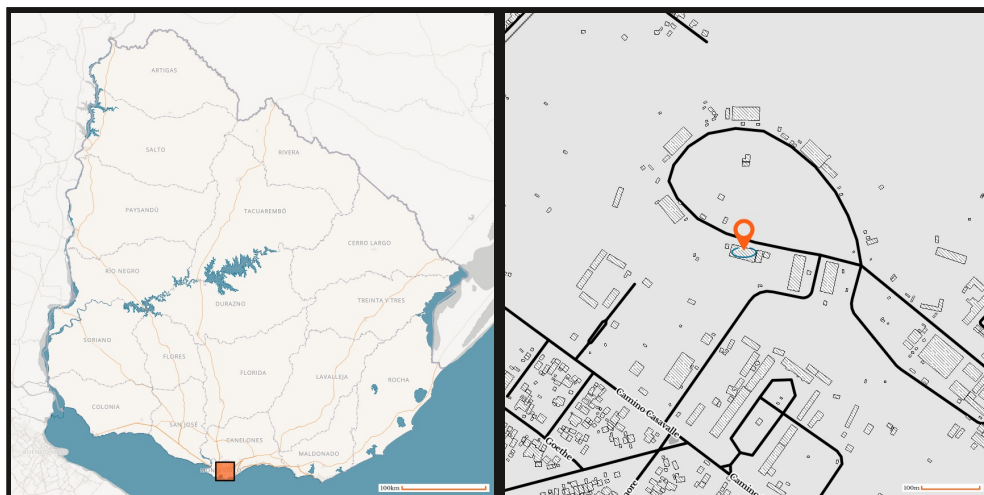 ARTIGAS
SALTO
RIVERA
PAYSANDÚ
TACUAREMBÓ
CERRO LARGO
RÍO NEGRO
DURAZNO
TREINTA Y TRES
SORIANO
FLORES
FLORIDA
LAVALLEJA
ROCHA
COLONIA
SAN JOSÉ
CANELONES
MALDONADO
100km
Camino Casavalle
Goethe
Camino
100m